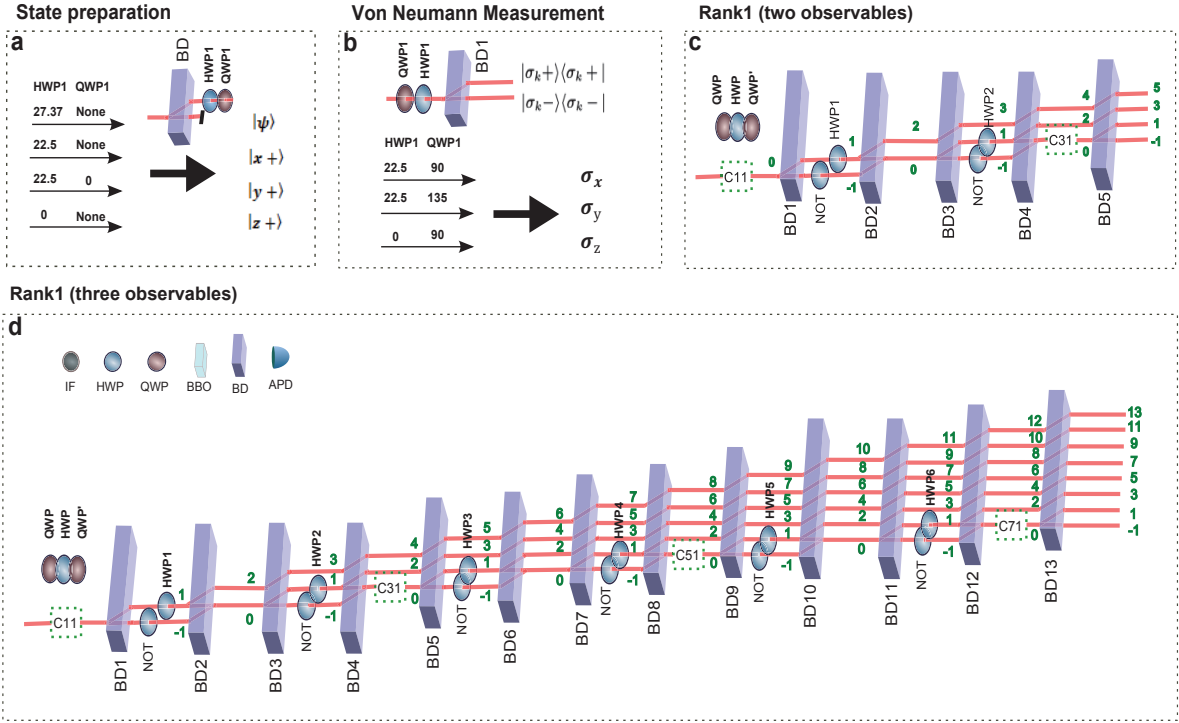 State preparation
a
BD
HWP1
QWP1
HWP1 QWP1
27.37 None
22.5 None
22.5 0
0 None
|ψ⟩
|x +⟩
|y +⟩
|z +⟩
Von Neumann Measurement
b
QWP1
HWP1
BD1
|σk+⟩⟨σk + |
|σk−⟩⟨σk − |
HWP1 QWP1
22.5 90
22.5 135
0 90
σx
σy
σz
Rank1 (two observables)
c
QWP
HWP
QWP'
C11
0
BD1
NOT
HWP1
1
-1
BD2
2
0
BD3
NOT
HWP2
3
1
-1
BD4
4
2
C31
0
BD5
5
3
1
-1
Rank1 (three observables)
d
IF
HWP
QWP
BBO
BD
APD
QWP
HWP
QWP'
C11
BD1
NOT
HWP1
1
-1
BD2
2
0
BD3
NOT
HWP2
3
1
-1
BD4
4
2
C31
0
BD5
NOT
HWP3
5
3
1
-1
BD6
6
4
2
0
BD7
NOT
HWP4
7
5
3
1
-1
BD8
8
6
4
2
C51
0
BD9
NOT
HWP5
9
7
5
3
1
-1
BD10
10
8
6
4
2
0
BD11
NOT
HWP6
11
9
7
5
3
1
-1
BD12
12
10
8
6
4
2
C71
0
BD13
13
11
9
7
5
3
1
-1